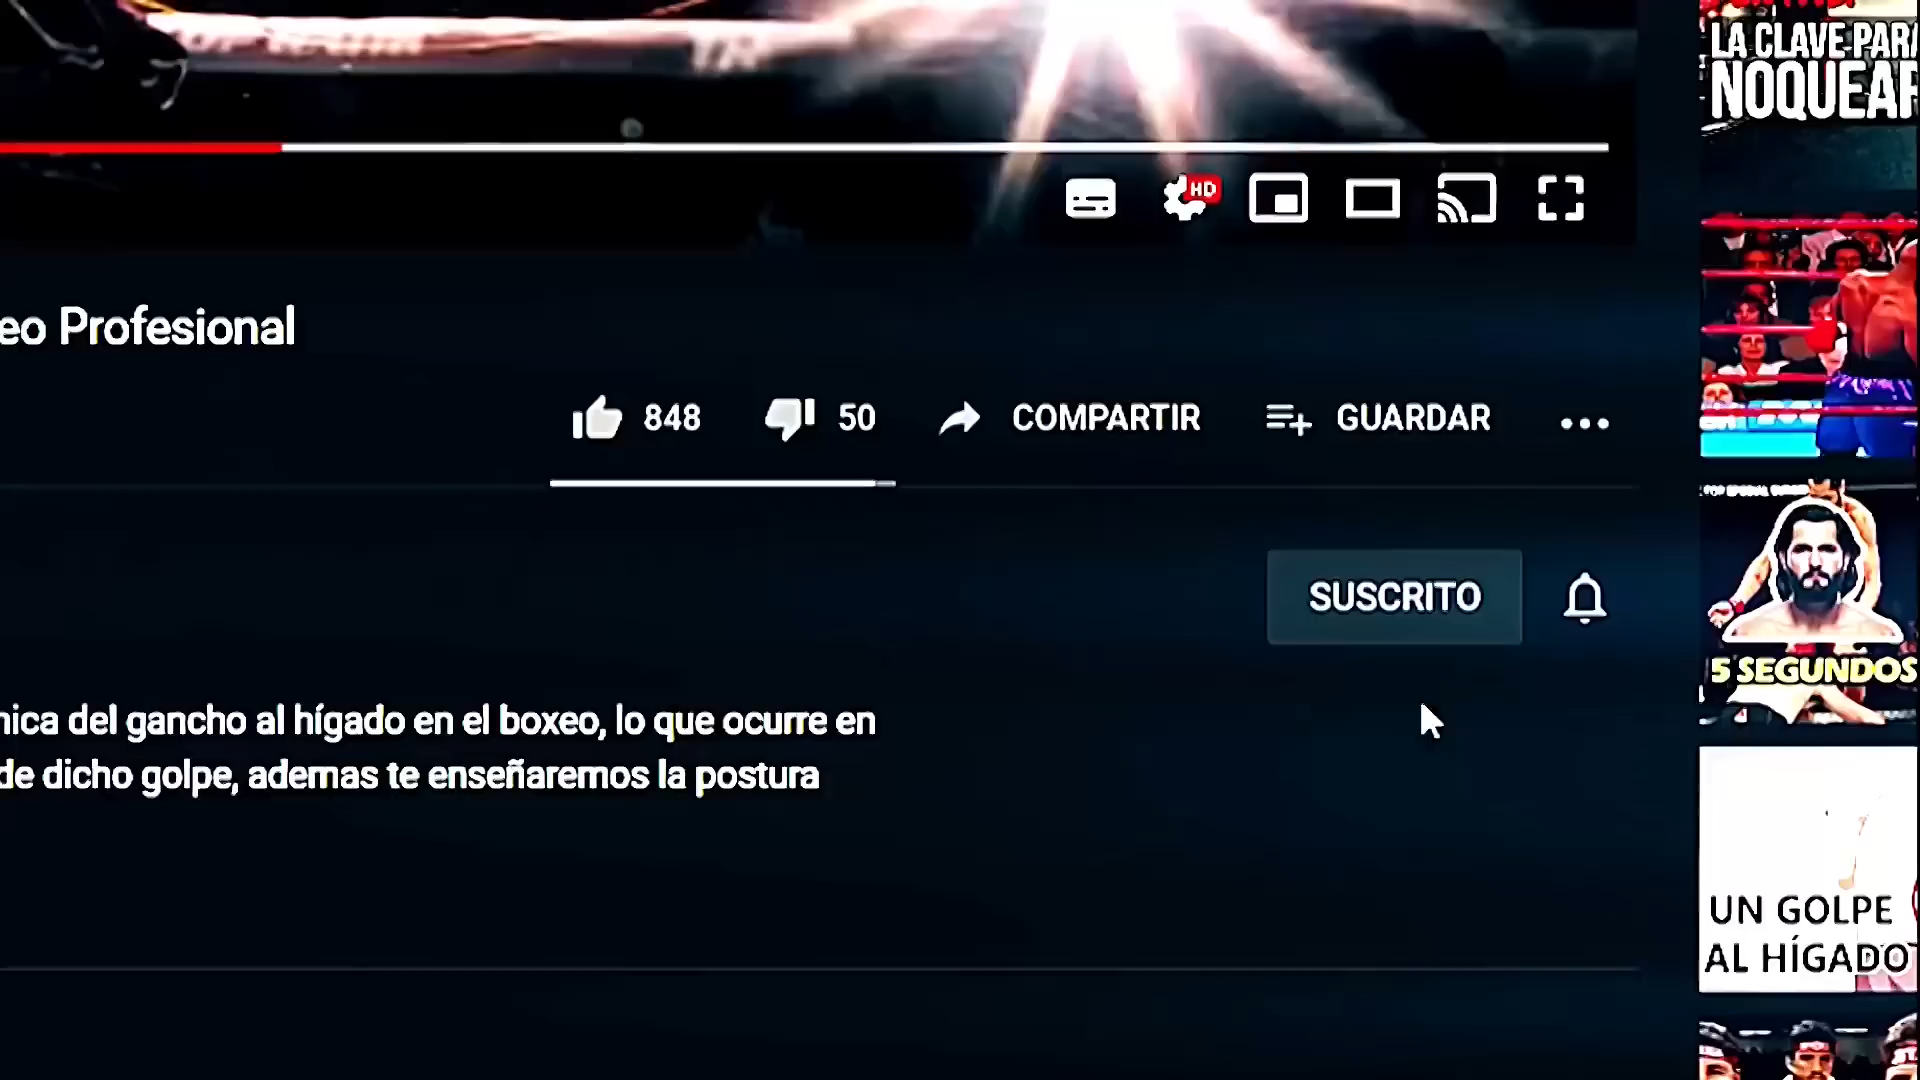 LA CLAVE PARA
NOQUEAR
HD
eo Profesional
848
50
COMPARTIR
GUARDAR
SUSCRITO
5 SEGUNDOS
nica del gancho al hígado en el boxeo, lo que ocurre en
de dicho golpe, ademas te enseñaremos la postura
UN GOLPE
AL HÍGADO